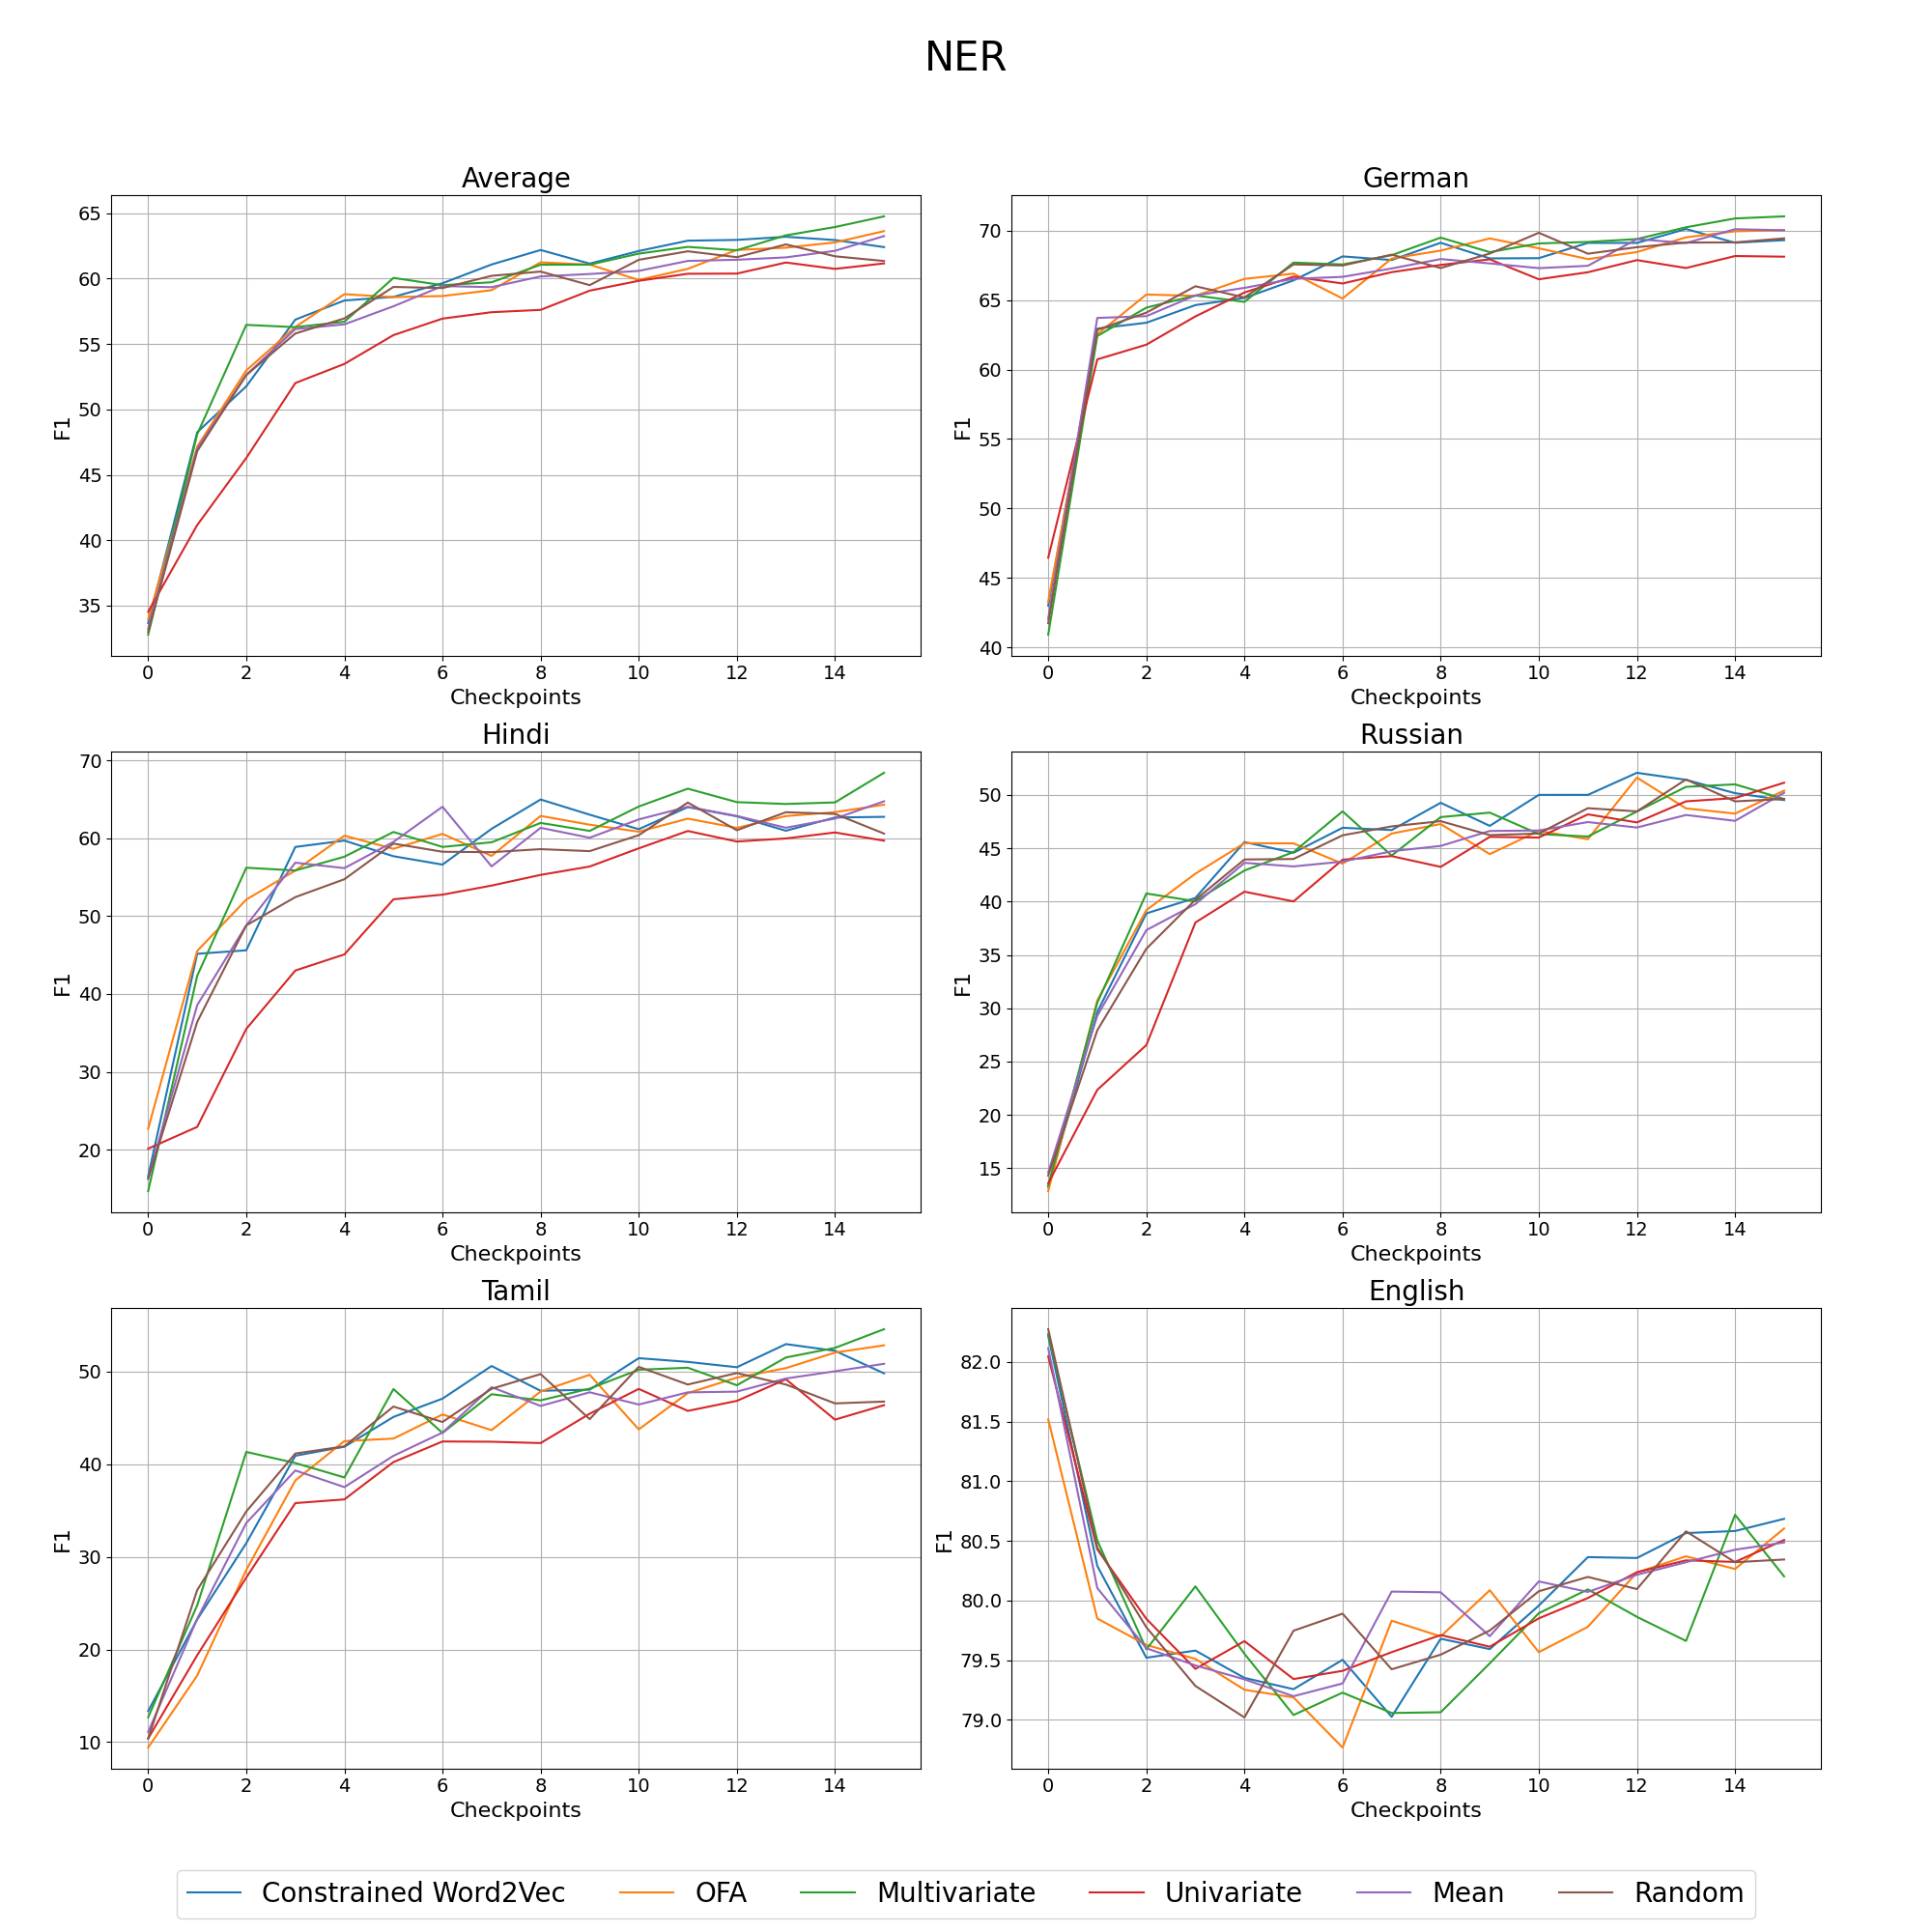 NER
Average
German
F1
65
60
55
50
45
40
35
0 2 4 6 8 10 12 14
Checkpoints
F1
70
65
60
55
50
45
40
0 2 4 6 8 10 12 14
Checkpoints
Hindi
Russian
F1
70
60
50
40
30
20
0 2 4 6 8 10 12 14
Checkpoints
F1
50
45
40
35
30
25
20
15
0 2 4 6 8 10 12 14
Checkpoints
Tamil
English
F1
50
40
30
20
10
0 2 4 6 8 10 12 14
Checkpoints
F1
82.0
81.5
81.0
80.5
80.0
79.5
79.0
0 2 4 6 8 10 12 14
Checkpoints
Constrained Word2Vec OFA Multivariate Univariate Mean Random